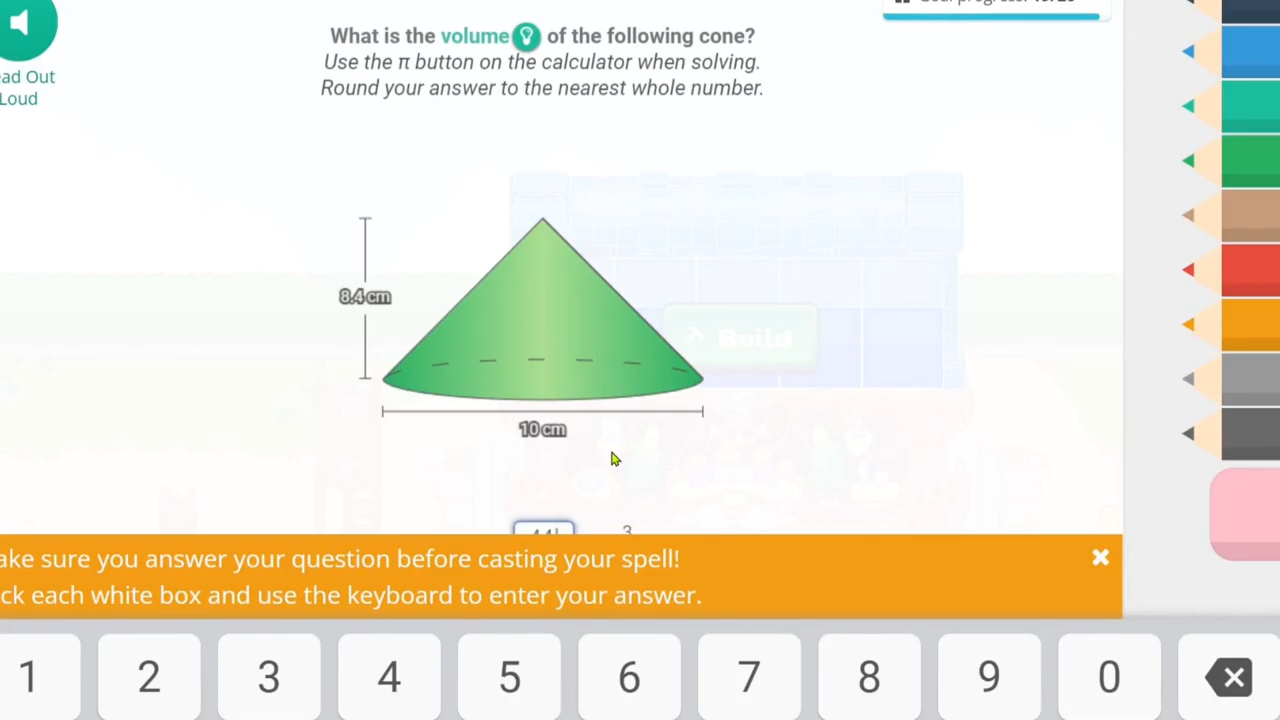 ead Out
Loud
What is the volume of the following cone?
Use the π button on the calculator when solving.
Round your answer to the nearest whole number.
8.4 cm
Build
10 cm
3
ake sure you answer your question before casting your spell!
ck each white box and use the keyboard to enter your answer.
1 2 3 4 5 6 7 8 9 0